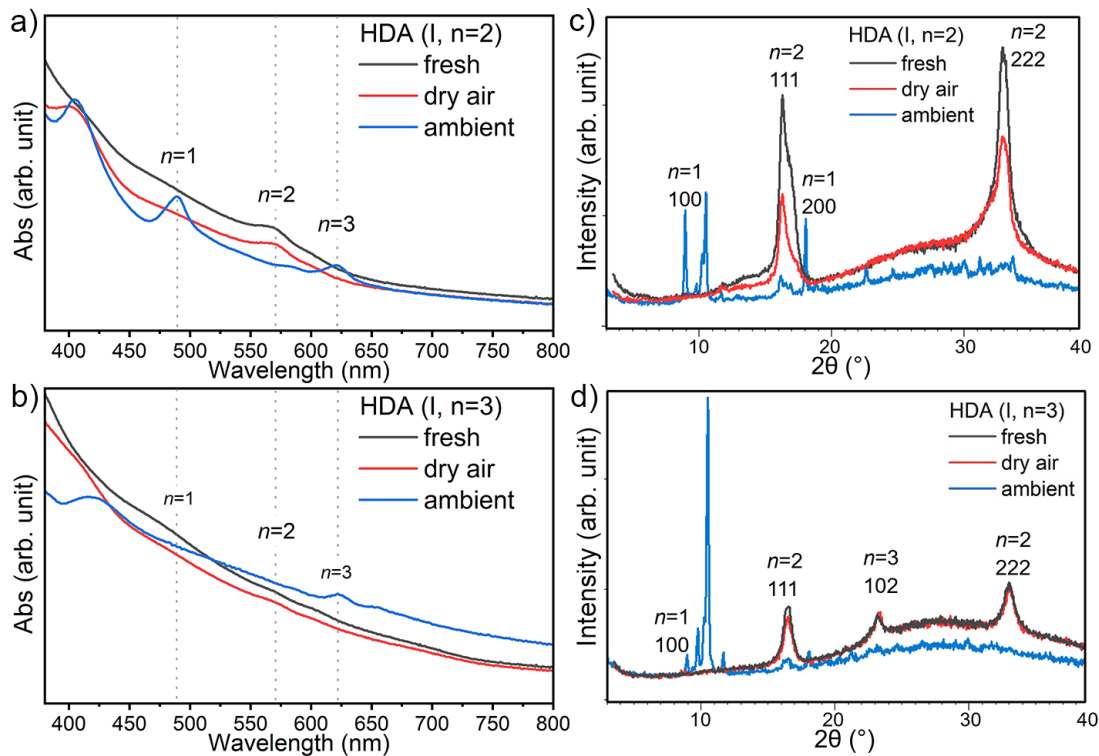 a)
HDA (I, n=2)
fresh
dry air
ambient
n=1
n=2
n=3
Abs (arb. unit)
400 450 500 550 600 650 700 750 800
Wavelength (nm)
c)
HDA (I, n=2)
fresh
dry air
ambient
n=2
111
n=2
222
n=1
100
n=1
200
Intensity (arb. unit)
10 20 30 40
2θ (°)
b)
HDA (I, n=3)
fresh
dry air
ambient
n=1
n=2
n=3
Abs (arb. unit)
400 450 500 550 600 650 700 750 800
Wavelength (nm)
d)
HDA (I, n=3)
fresh
dry air
ambient
n=2
111
n=3
102
n=2
222
n=1
100
Intensity (arb. unit)
10 20 30 40
2θ (°)